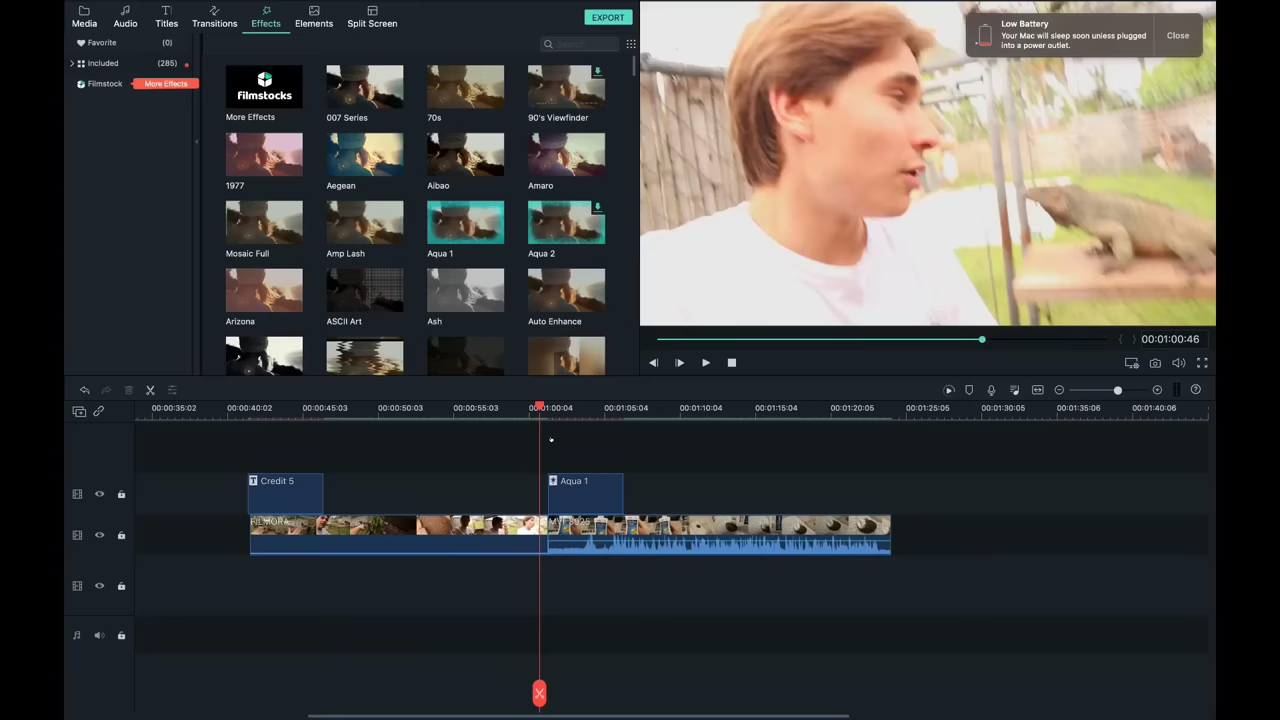 Media Audio Titles Transitions Effects Elements Split Screen EXPORT
Favorite (0)
Included (285)
Filmstock More Effects
Search
filmstocks
More Effects 007 Series 70s 90's Viewfinder
1977 Aegean Aibao Amaro
Mosaic Full Amp Lash Aqua 1 Aqua 2
Arizona ASCII Art Ash Auto Enhance
Low Battery
Your Mac will sleep soon unless plugged
into a power outlet.
Close
00:01:00:46
00:00:35:02 00:00:40:02 00:00:45:03 00:00:50:03 00:00:55:03 00:01:00:04 00:01:05:04 00:01:10:04 00:01:15:04 00:01:20:05 00:01:25:05 00:01:30:05 00:01:35:06 00:01:40:06
T Credit 5 Aqua 1
FILMORA